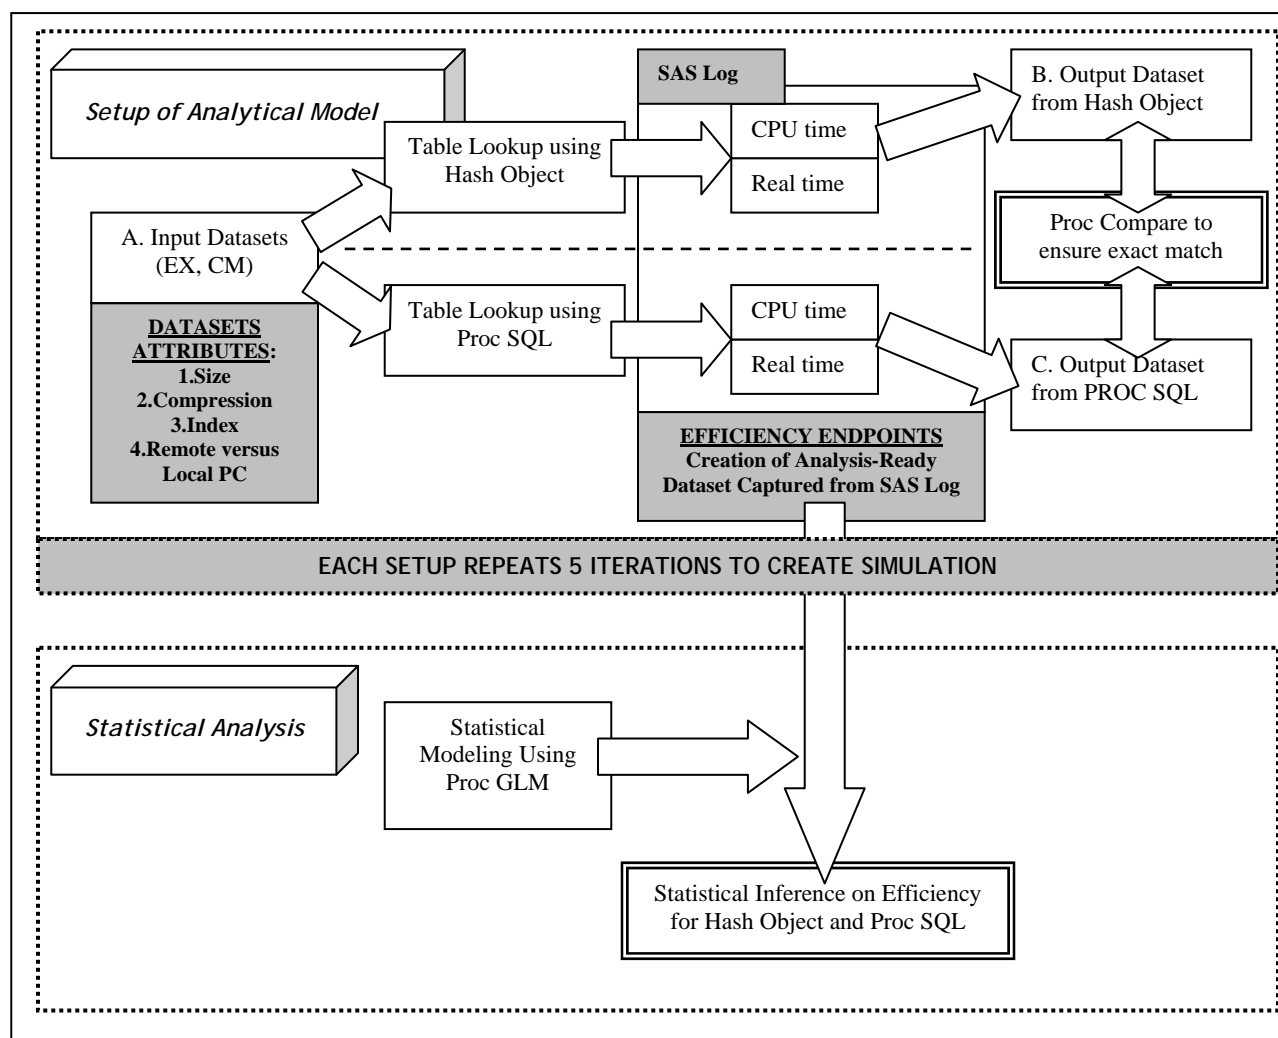 Setup of Analytical Model
SAS Log
B. Output Dataset
from Hash Object
Table Lookup using
Hash Object
CPU time
Real time
A. Input Datasets
(EX, CM)
Proc Compare to
ensure exact match
DATASETS
ATTRIBUTES:
1.Size
2.Compression
3.Index
4.Remote versus
Local PC
Table Lookup using
Proc SQL
CPU time
Real time
C. Output Dataset
from PROC SQL
EFFICIENCY ENDPOINTS
Creation of Analysis-Ready
Dataset Captured from SAS Log
EACH SETUP REPEATS 5 ITERATIONS TO CREATE SIMULATION
Statistical Analysis
Statistical
Modeling Using
Proc GLM
Statistical Inference on Efficiency
for Hash Object and Proc SQL